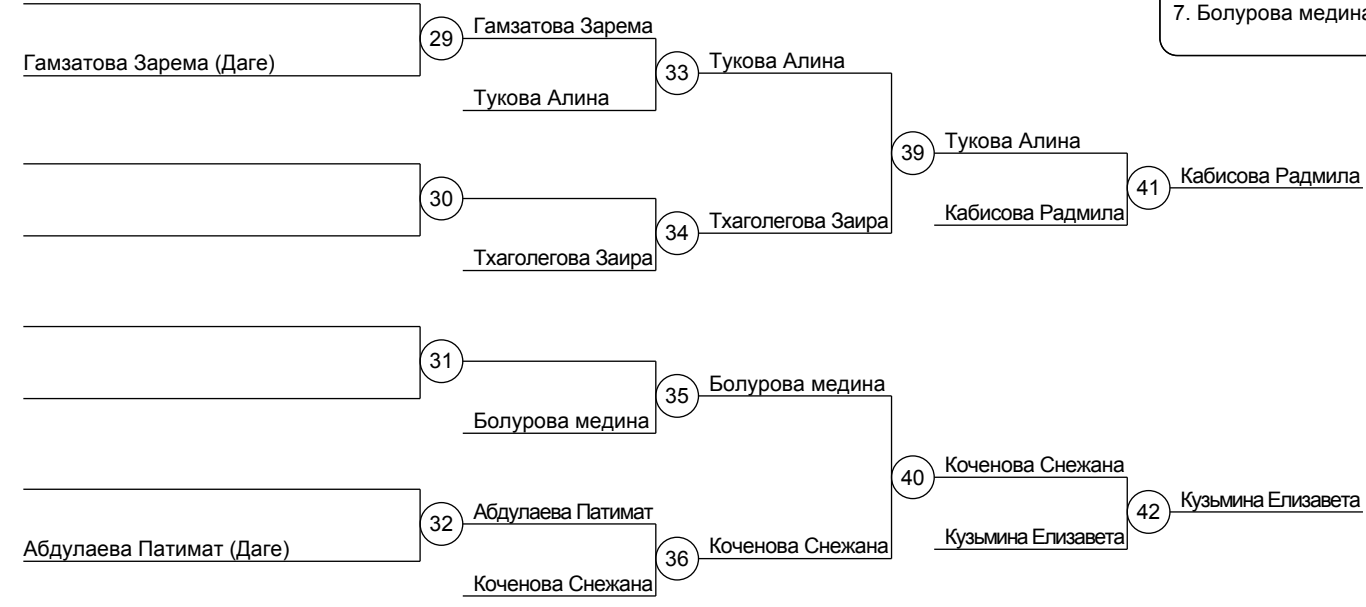 7. Болурова медина
29
Гамзатова Зарема
Гамзатова Зарема (Даге)
33
Тукова Алина
Тукова Алина
39
Тукова Алина
41
Кабисова Радмила
Кабисова Радмила
30
34
Тхаголегова Заира
Тхаголегова Заира
31
35
Болурова медина
Болурова медина
40
Коченова Снежана
42
Кузьмина Елизавета
Кузьмина Елизавета
32
Абдулаева Патимат
Абдулаева Патимат (Даге)
36
Коченова Снежана
Коченова Снежана